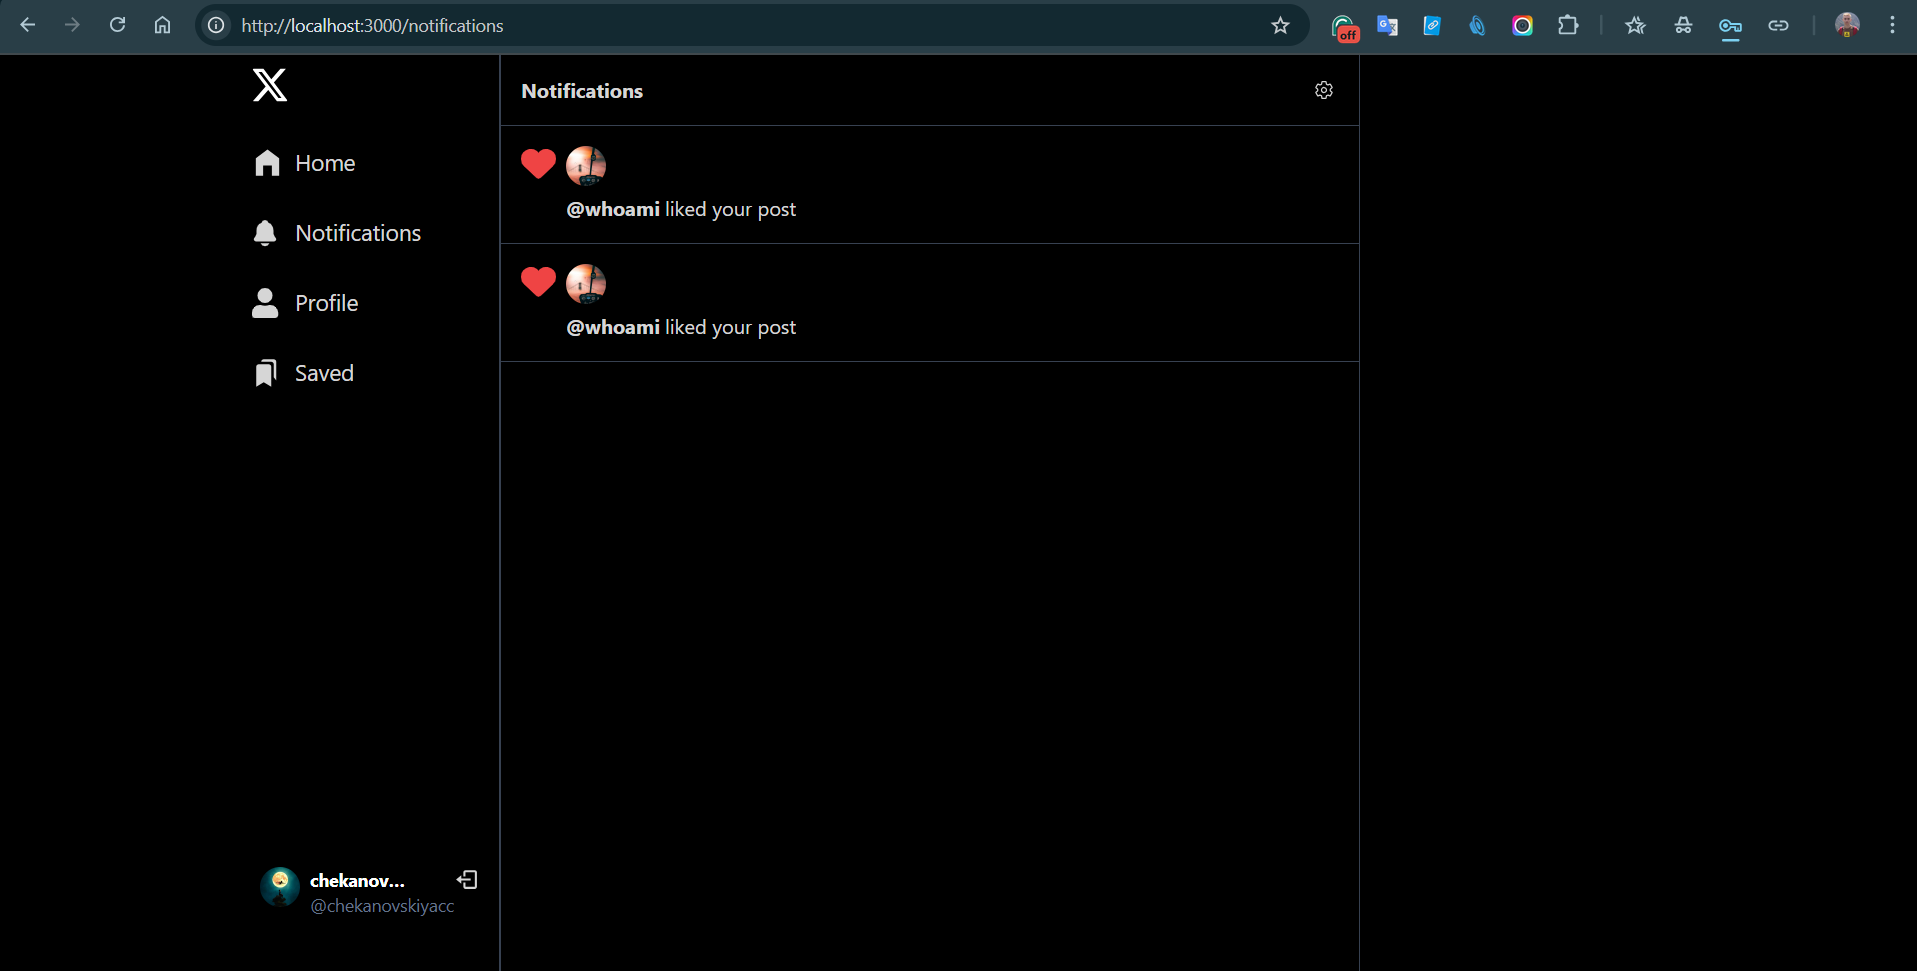 http://localhost:3000/notifications
off
Notifications
Home
Notifications
Profile
Saved
@whoami liked your post
@whoami liked your post
chekanov...
@chekanovskiyacc